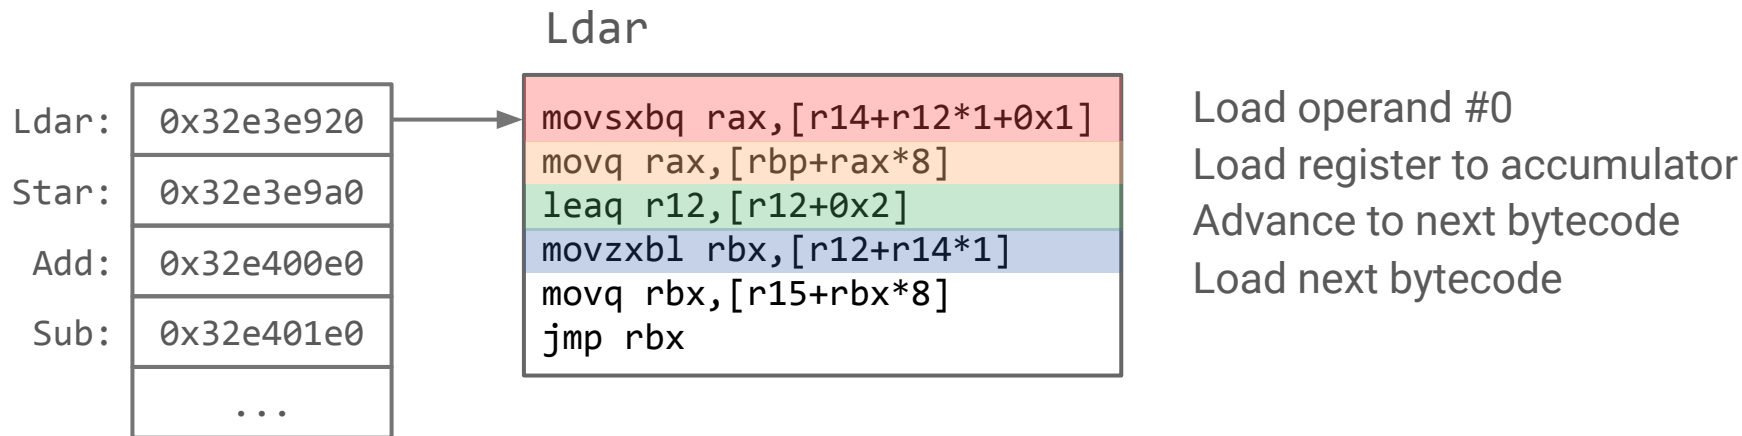 Ldar
Ldar: 0x32e3e920
Star: 0x32e3e9a0
Add: 0x32e400e0
Sub: 0x32e401e0
...
movsxbq rax,[r14+r12*1+0x1]
movq rax,[rbp+rax*8]
leaq r12,[r12+0x2]
movzxbl rbx,[r12+r14*1]
movq rbx,[r15+rbx*8]
jmp rbx
Load operand #0
Load register to accumulator
Advance to next bytecode
Load next bytecode